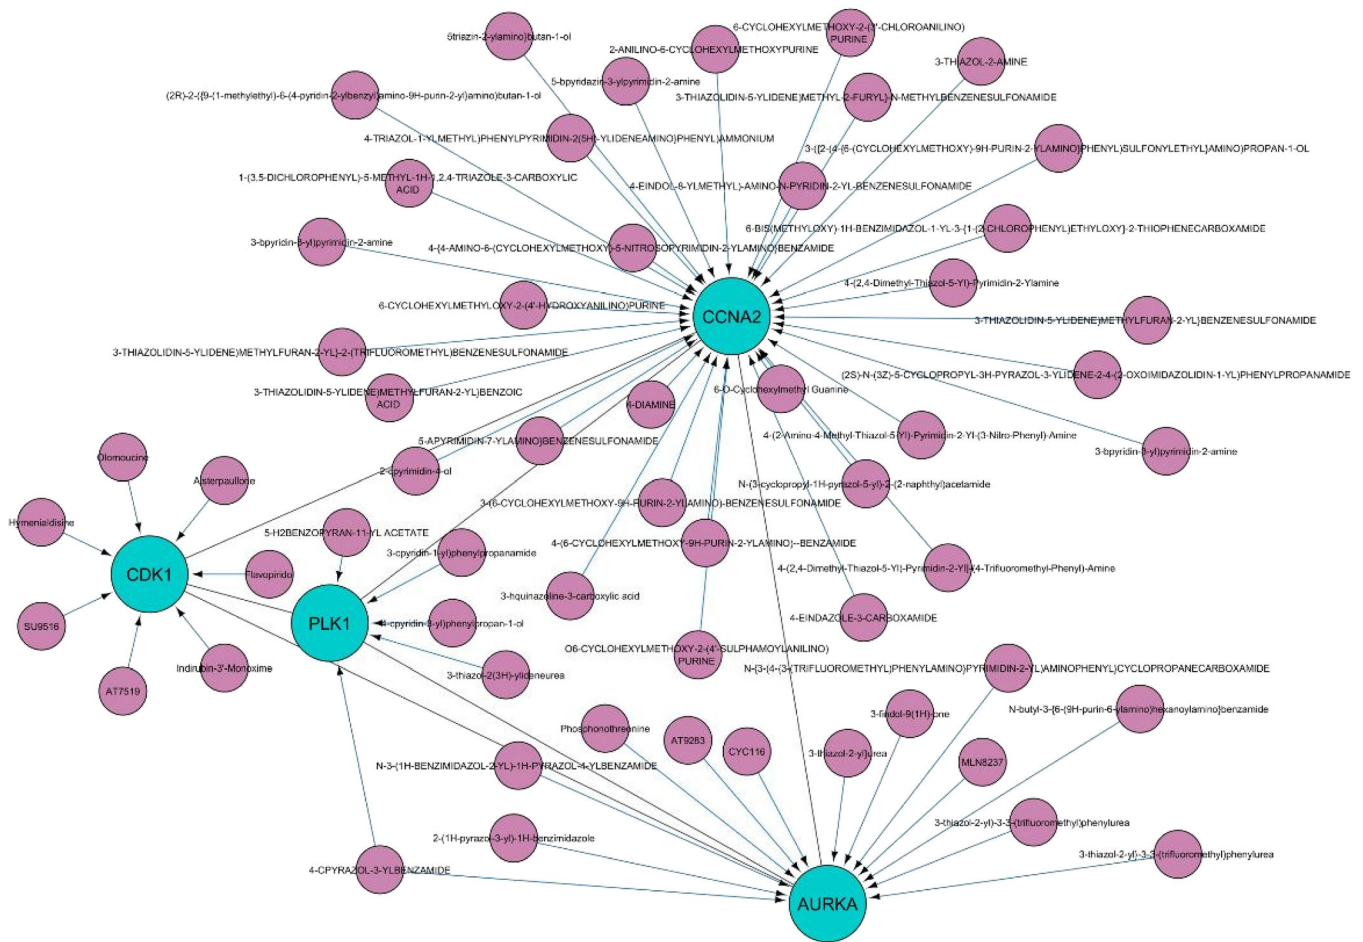 6-CYCLOHEXYLMETHOXY-2-(3'-CHLOROANILINO)
PURINE
6triazin-2-ylamino}butan-1-ol
2-ANILINO-6-CYCLOHEXYLMETHOXYPURINE
3-THIAZOL-2-AMINE
5-bpyridazin-3-ylpyrimidin-2-amine
(2R)-2-({9-(1-methylethyl)-6-(4-pyridin-2-ylbenzyl)amino-9H-purin-2-yl}amino)butan-1-ol
3-THIAZOLIDIN-5-YLIDENE)METHYL-2-FURYL}-N-METHYLBENZENESULFONAMIDE
4-TRIAZOL-1-YLMETHYL)PHENYLPYRIMIDIN-2(5H)-YLIDENEAMINO}PHENYL)AMMONIUM
3-({2-(4-{6-(CYCLOHEXYLMETHOXY)-9H-PURIN-2-YLAMINO}PHENYL)SULFONYLETHYL}AMINO)PROPAN-1-OL
1-(3,5-DICHLOROPHENYL)-5-METHYL-1H-1,2,4-TRIAZOLE-3-CARBOXYLIC
ACID
4-EINDOL-8-YLMETHYL)-AMINO-N-PYRIDIN-2-YL-BENZENESULFONAMIDE
6-BIS(METHYLOXY)-1H-BENZIMIDAZOL-1-YL-3-{1-(2-CHLOROPHENYL)ETHYLOXY}-2-THIOPHENECARBOXAMIDE
3-bpyridin-3-yl)pyrimidin-2-amine
4-{4-AMINO-6-(CYCLOHEXYLMETHOXY)-5-NITROSOPYRIMIDIN-2-YLAMINO}BENZAMIDE
4-(2,4-Dimethyl-Thiazol-5-Yl)-Pyrimidin-2-Ylamine
6-CYCLOHEXYLMETHYLOXY-2-(4'-HYDROXYANILINO)PURINE
CCNA2
3-THIAZOLIDIN-5-YLIDENE)METHYLFURAN-2-YL}BENZENESULFONAMIDE
3-THIAZOLIDIN-5-YLIDENE)METHYLFURAN-2-YL}-2-(TRIFLUOROMETHYL)BENZENESULFONAMIDE
(2S)-N-(3Z)-5-CYCLOPROPYL-3H-PYRAZOL-3-YLIDENE-2-4-(2-OXOIMIDAZOLIDIN-1-YL)PHENYLPROPANAMIDE
3-THIAZOLIDIN-5-YLIDENE)METHYLFURAN-2-YL)BENZOIC
ACID
6-O-Cyclohexylmethyl Guanine
4-DIAMINE
5-APYRIMIDIN-7-YLAMINO}BENZENESULFONAMIDE
4-(2-Amino-4-Methyl-Thiazol-5-Yl)-Pyrimidin-2-Yl-(3-Nitro-Phenyl)-Amine
3-bpyridin-3-yl)pyrimidin-2-amine
Olomoucine
2-cpyrimidin-4-ol
Alsterpaullone
N-(3-cyclopropyl-1H-pyrazol-5-yl)-2-(2-naphthyl)acetamide
3-(6-CYCLOHEXYLMETHOXY-9H-PURIN-2-YLAMINO)-BENZENESULFONAMIDE
Hymenialdisine
5-H2BENZOPYRAN-11-YL ACETATE
4-(6-CYCLOHEXYLMETHOXY-9H-PURIN-2-YLAMINO)--BENZAMIDE
3-cpyridin-1-yl)phenylpropanamide
4-(2,4-Dimethyl-Thiazol-5-Yl)-Pyrimidin-2-Yl]-(4-Trifluoromethyl-Phenyl)-Amine
CDK1
Flavopiridol
3-hquinazoline-3-carboxylic acid
4-EINDAZOLE-3-CARBOXAMIDE
PLK1
SU9516
4-cpyridin-3-yl)phenylpropan-1-ol
O6-CYCLOHEXYLMETHOXY-2-(4'-SULPHAMOYLANILINO)
PURINE
Indirubin-3'-Monoxime
3-thiazol-2(3H)-ylideneurea
N-{3-(4-(3-(TRIFLUOROMETHYL)PHENYLAMINO}PYRIMIDIN-2-YL)AMINOPHENYL)CYCLOPROPANECARBOXAMIDE
AT7519
N-butyl-3-{6-(9H-purin-6-ylamino)hexanoylamino}benzamide
3-findol-9(1H)-one
Phosphonothreonine
AT9283
CYC116
3-thiazol-2-yl}urea
MLN8237
N-3-(1H-BENZIMIDAZOL-2-YL)-1H-PYRAZOL-4-YLBENZAMIDE
3-thiazol-2-yl)-3-3-(trifluoromethyl)phenylurea
2-(1H-pyrazol-3-yl)-1H-benzimidazole
3-thiazol-2-yl)-3-3-(trifluoromethyl)phenylurea
4-CPYRAZOL-3-YLBENZAMIDE
AURKA